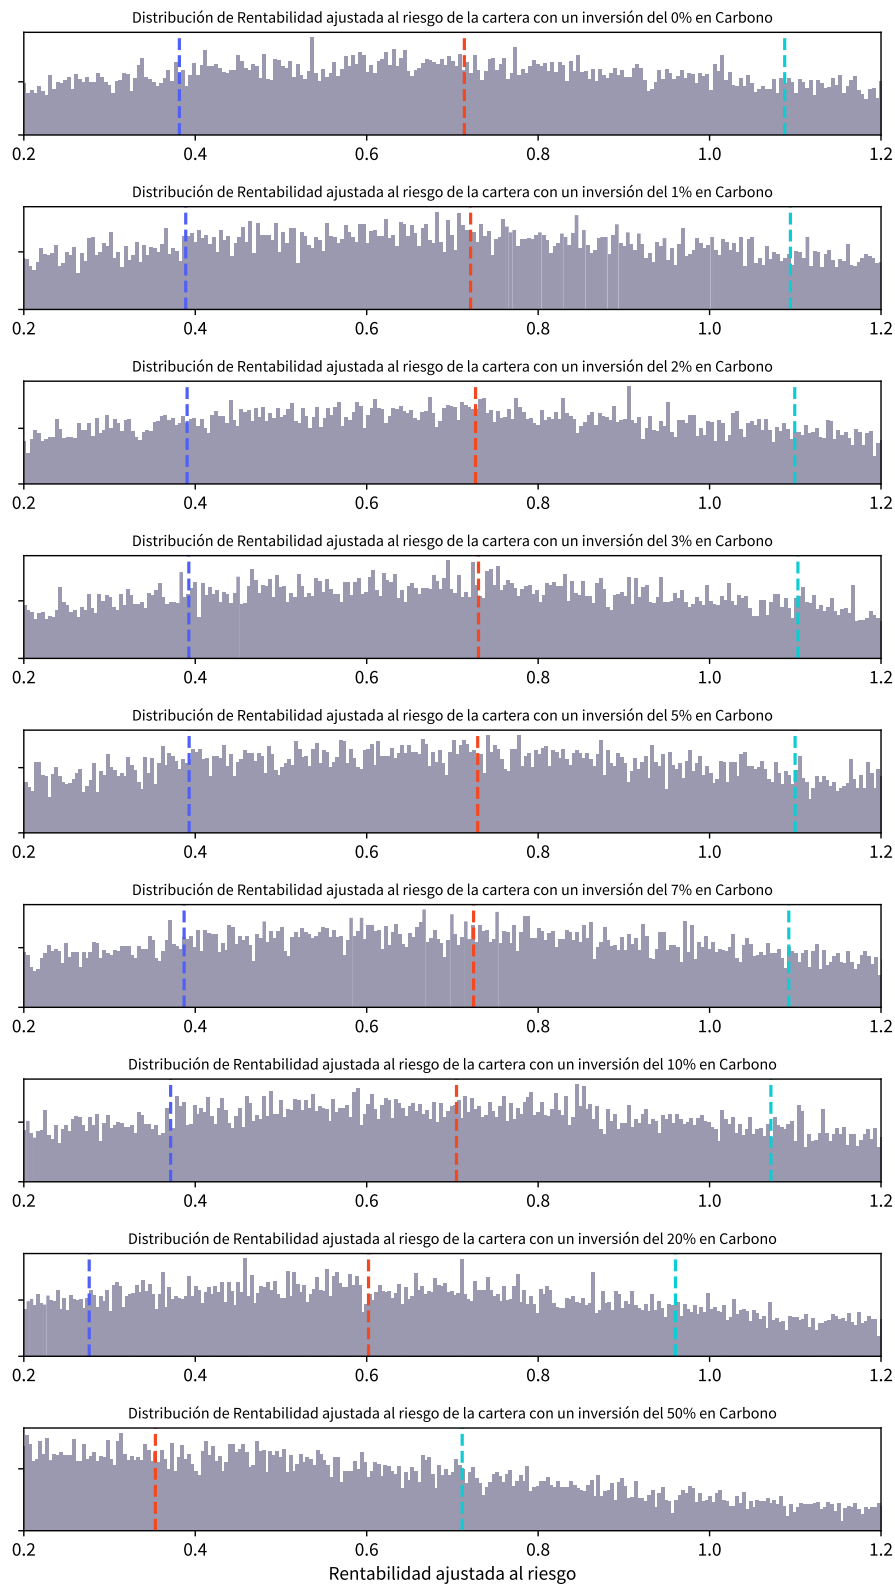 Distribución de Rentabilidad ajustada al riesgo de la cartera con un inversión del 0% en Carbono
0.2 0.4 0.6 0.8 1.0 1.2
Distribución de Rentabilidad ajustada al riesgo de la cartera con un inversión del 1% en Carbono
0.2 0.4 0.6 0.8 1.0 1.2
Distribución de Rentabilidad ajustada al riesgo de la cartera con un inversión del 2% en Carbono
0.2 0.4 0.6 0.8 1.0 1.2
Distribución de Rentabilidad ajustada al riesgo de la cartera con un inversión del 3% en Carbono
0.2 0.4 0.6 0.8 1.0 1.2
Distribución de Rentabilidad ajustada al riesgo de la cartera con un inversión del 5% en Carbono
0.2 0.4 0.6 0.8 1.0 1.2
Distribución de Rentabilidad ajustada al riesgo de la cartera con un inversión del 7% en Carbono
0.2 0.4 0.6 0.8 1.0 1.2
Distribución de Rentabilidad ajustada al riesgo de la cartera con un inversión del 10% en Carbono
0.2 0.4 0.6 0.8 1.0 1.2
Distribución de Rentabilidad ajustada al riesgo de la cartera con un inversión del 20% en Carbono
0.2 0.4 0.6 0.8 1.0 1.2
Distribución de Rentabilidad ajustada al riesgo de la cartera con un inversión del 50% en Carbono
0.2 0.4 0.6 0.8 1.0 1.2
Rentabilidad ajustada al riesgo